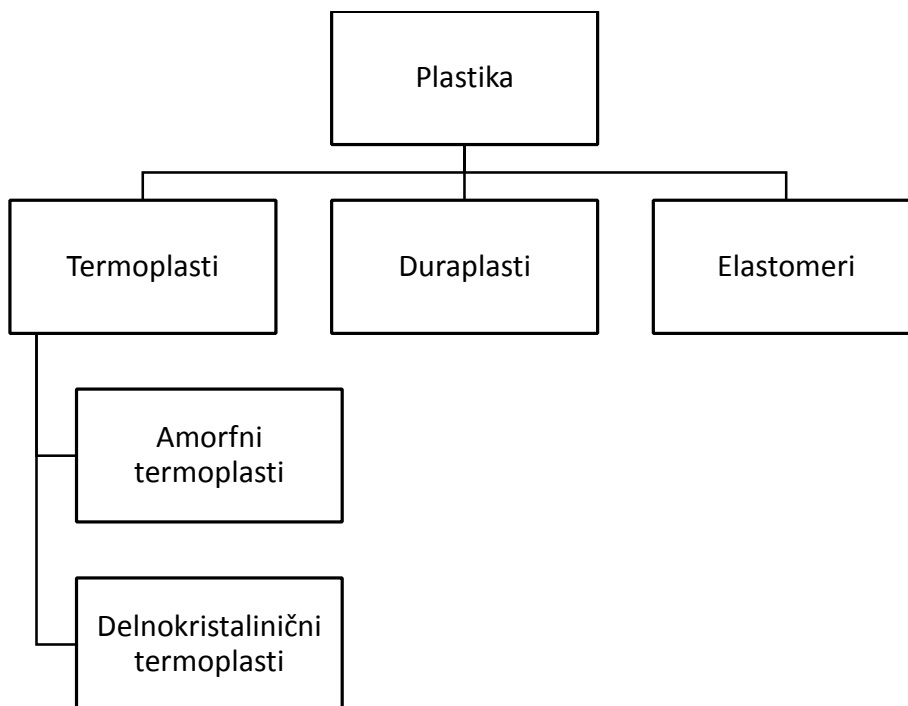 Plastika
Termoplasti
Duraplasti
Elastomeri
Amorfni
termoplasti
Delnokristalinični
termoplasti